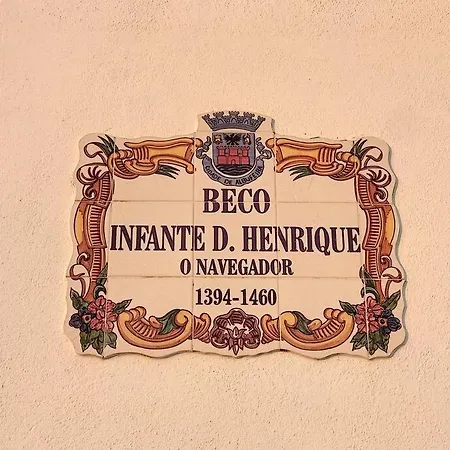 BECO
INFANTE D. HENRIQUE
O NAVEGADOR
1394-1460